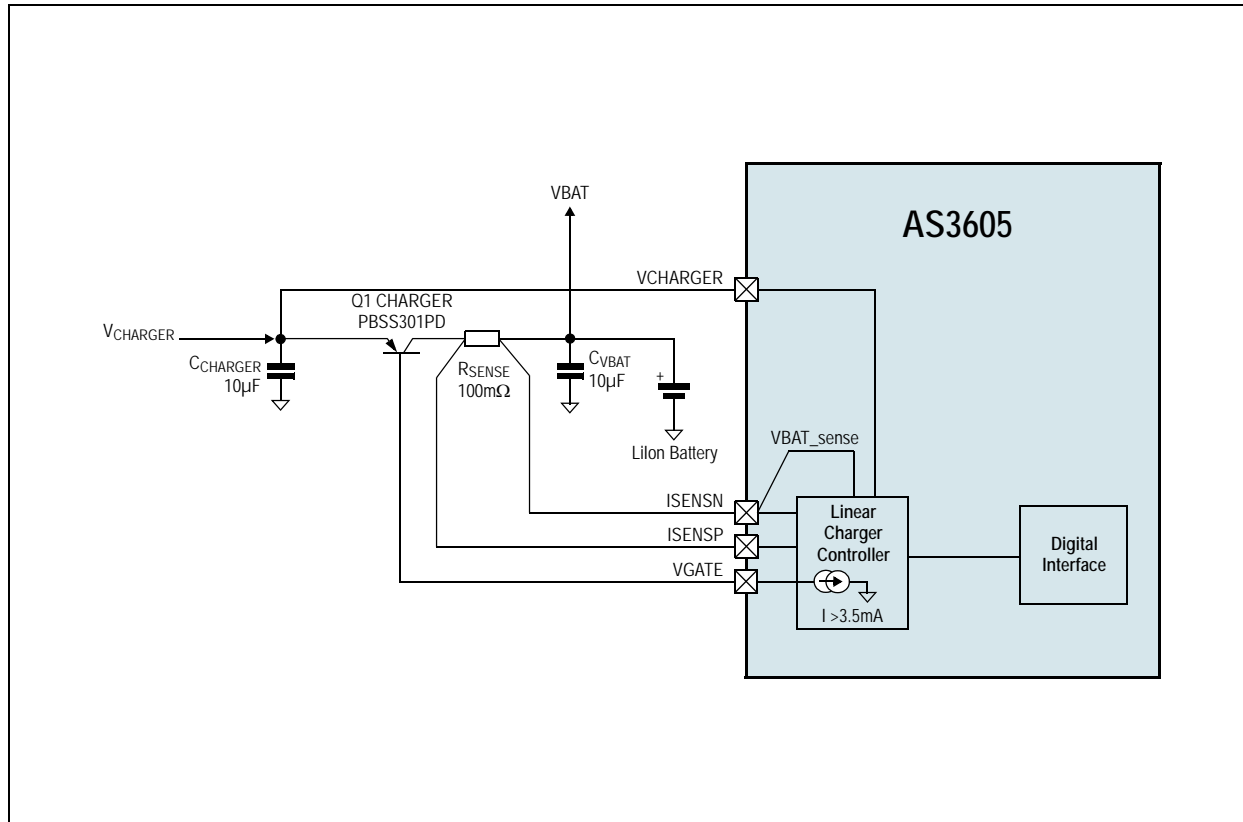 VBAT
AS3605
VCHARGER
Q1 CHARGER
PBSS301PD
VCHARGER
CCHARGER
10µF
RSENSE
100mΩ
CVBAT
10µF
+
LiIon Battery
VBAT_sense
ISENSN
ISENSP
VGATE
Linear
Charger
Controller
I >3.5mA
Digital
Interface